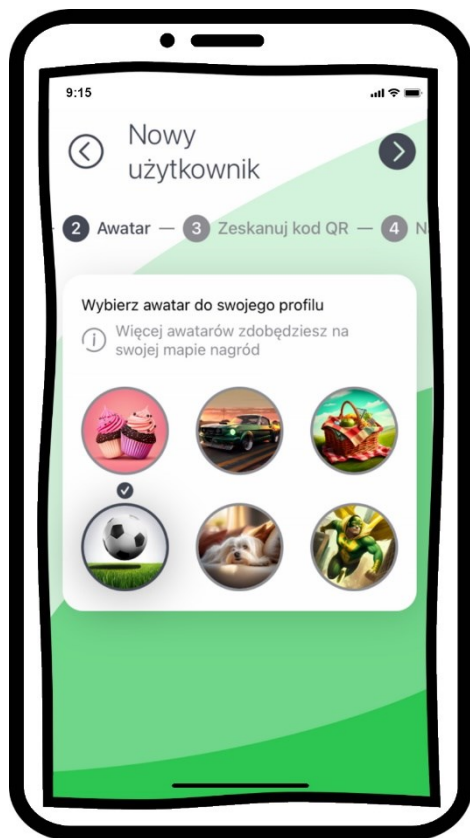 9:15
Nowy
użytkownik
2 Awatar — 3 Zeskanuj kod QR — 4 N
Wybierz awatar do swojego profilu
Więcej awatarów zdobędziesz na
swojej mapie nagród